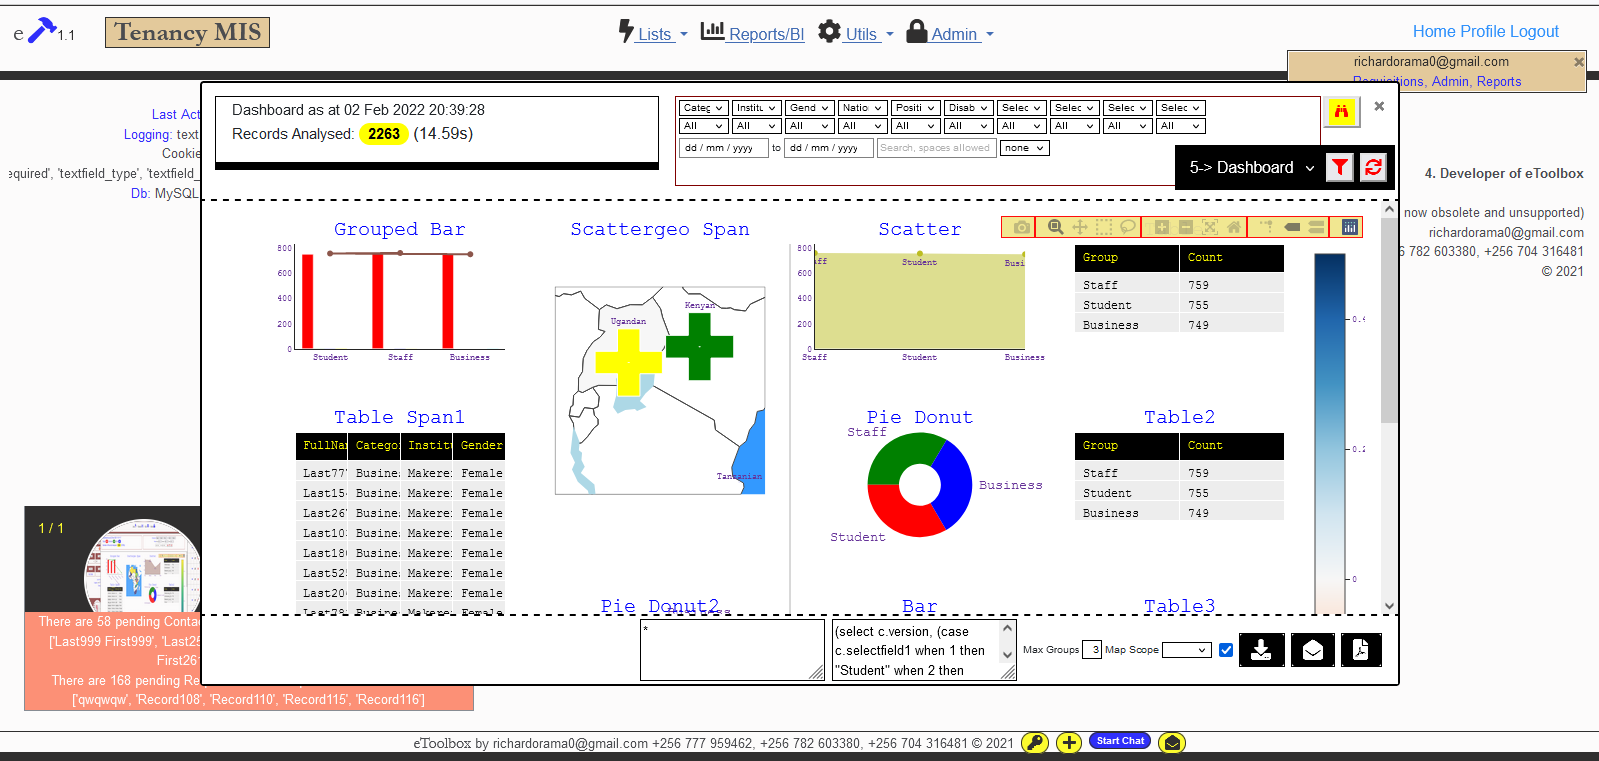 e 1.1
Tenancy MIS
Lists
Reports/BI
Utils
Admin
Home Profile Logout
richardorama0@gmail.com
Requisitions, Admin, Reports
Last Act
Logging: text
Cookie
equired', 'textfield_type', 'textfield_
Db: MySQL
4. Developer of eToolbox
now obsolete and unsupported)
richardorama0@gmail.com
782 603380, +256 704 316481
© 2021
Dashboard as at 02 Feb 2022 20:39:28
Records Analysed: 2263 (14.59s)
Categ Institu Gend Natio Positi Disab Selec Selec Selec Selec
All All All All All All All All All All
dd / mm / yyyy to dd / mm / yyyy Search, spaces allowed none
5-> Dashboard
Grouped Bar
800
600
400
200
0
Student Staff Business
Scattergeo Span
Kenyan
Ugandan
Tanzanian
Scatter
800
600
400
200
0
Staff Student Business
Staff Student Business
Group Count
Staff 759
Student 755
Business 749
0.4
0.2
0
Table Span1
FullNam Categor Institu Gender
Last77 Busine Makere Female
Last15 Busine Makere Female
Last26 Busine Makere Female
Last10 Busine Makere Female
Last180 Busine Makere Female
Last525 Busine Makere Female
Last20 Busine Makere Female
Last78 Busine Makere Female
Pie Donut
Staff
Business
Student
Table2
Group Count
Staff 759
Student 755
Business 749
Pie Donut2
Bar
Table3
*
(select c.version, (case
c.selectfield1 when 1 then
"Student" when 2 then
Max Groups 3 Map Scope
1 / 1
There are 58 pending Conta
['Last999 First999', 'Last25
First26
There are 168 pending Re
['qwqwqw', 'Record108', 'Record110', 'Record115', 'Record116']
eToolbox by richardorama0@gmail.com +256 777 959462, +256 782 603380, +256 704 316481 © 2021
Start Chat